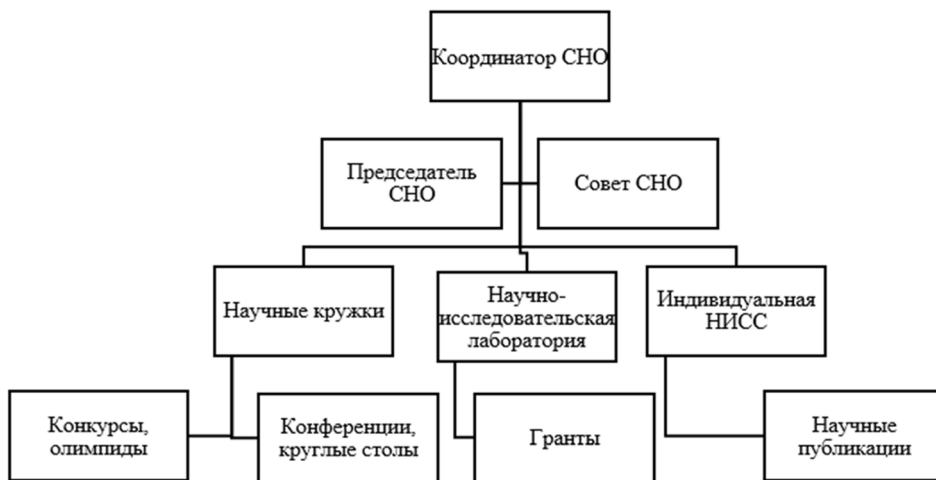 Координатор СНО
Председатель
СНО
Совет СНО
Научные кружки
Научно-
исследовательская
лаборатория
Индивидуальная
НИСС
Конкурсы,
олимпиды
Конференции,
круглые столы
Гранты
Научные
публикации